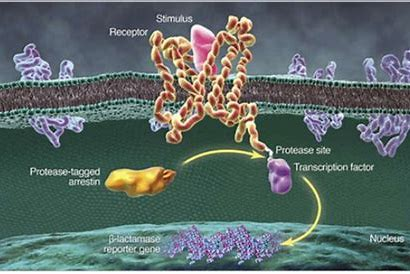 Stimulus
Receptor
Protease site
Protease-tagged
arrestin
Transcription factor
β-lactamase
reporter gene
Nucleus